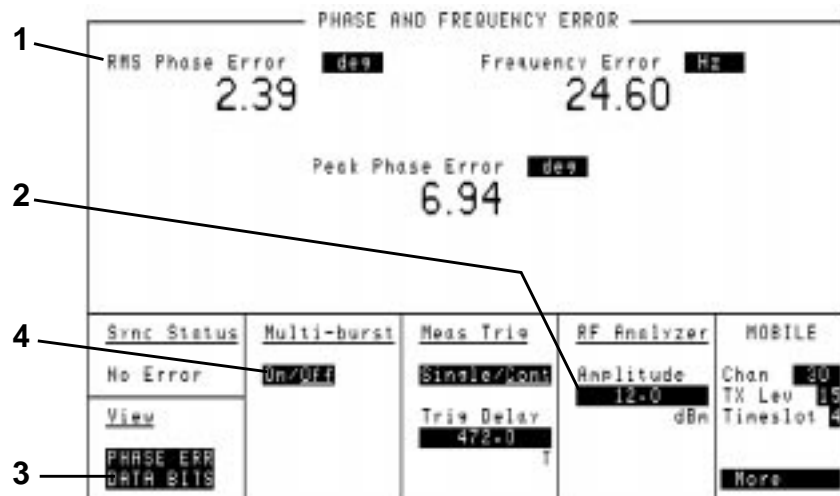 PHASE AND FREQUENCY ERROR
1
RMS Phase Error deg
2.39
Frequency Error Hz
24.60
Peak Phase Error deg
6.94
2
4
3
Sync Status
No Error
View
PHASE ERR
DATA BITS
Multi-burst
On/Off
Meas Trig
Single/Cont
Trig Delay
472.0
T
RF Analyzer
Amplitude
12.0
dBm
MOBILE
Chan 30
TX Lev 15
Timeslot 4
More